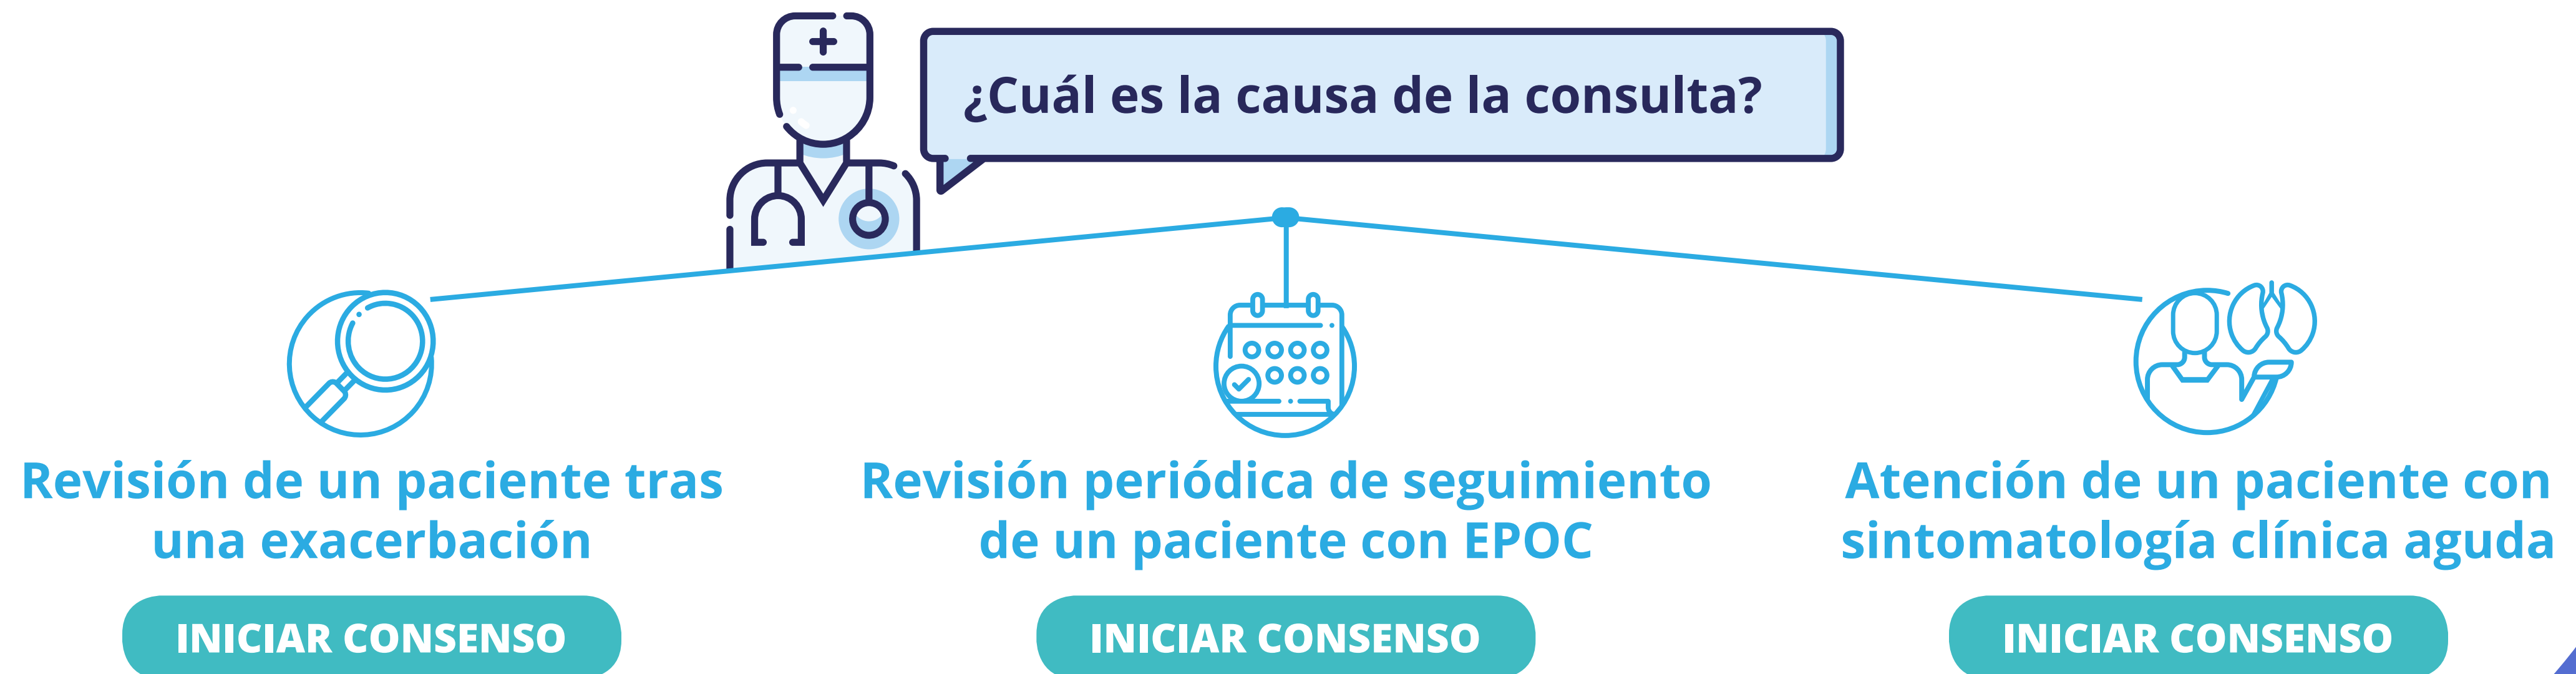 ¿Cuál es la causa de la consulta?
Revisión de un paciente tras
una exacerbación
INICIAR CONSENSO
Revisión periódica de seguimiento
de un paciente con EPOC
INICIAR CONSENSO
Atención de un paciente con
sintomatología clínica aguda
INICIAR CONSENSO